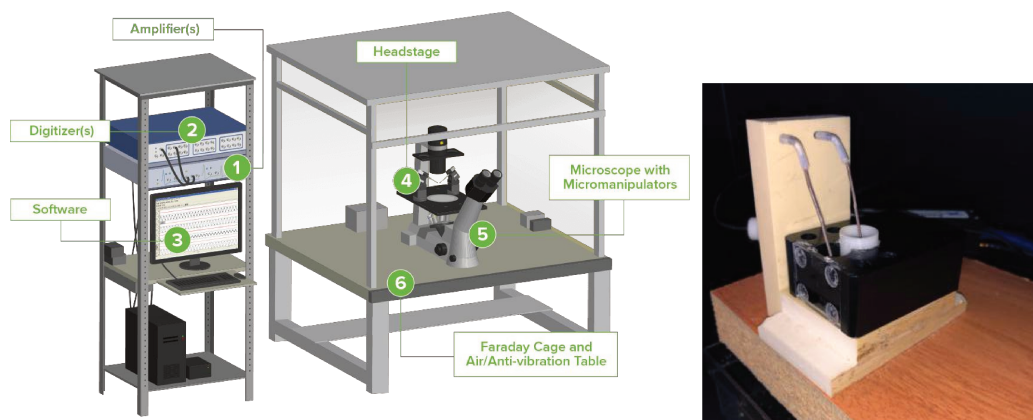 Amplifier(s)
Headstage
Digitizer(s)
2
1
4
Microscope with
Micromanipulators
Software
3
5
6
Faraday Cage and
Air/Anti-vibration Table